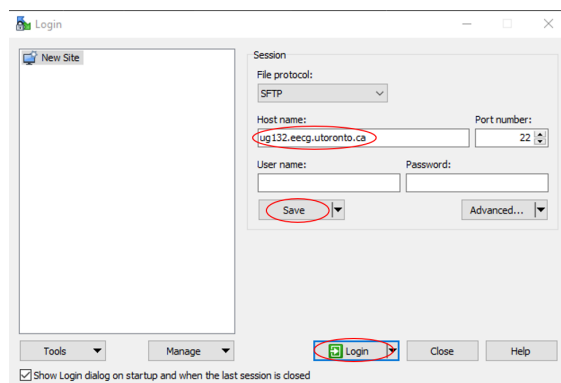 Login
New Site
Session
File protocol:
SFTP
Host name:
Port number:
ug132.eecg.utoronto.ca
22
User name:
Password:
Save
Advanced...
Tools
Manage
Login
Close
Help
Show Login dialog on startup and when the last session is closed